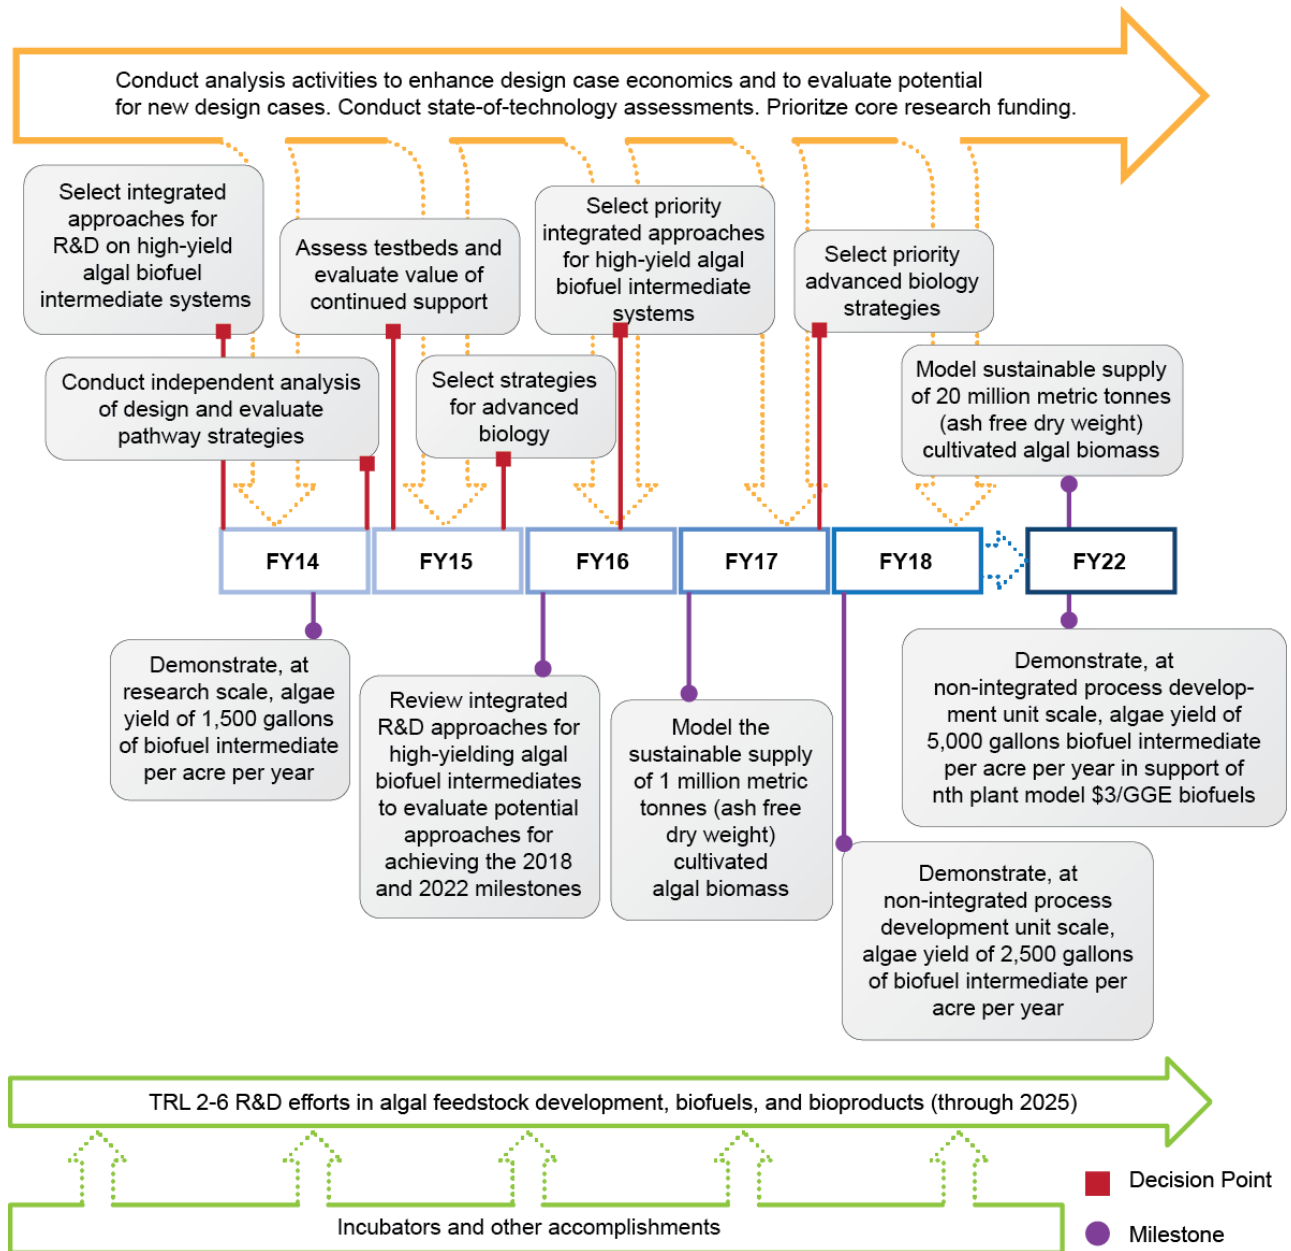 Conduct analysis activities to enhance design case economics and to evaluate potential
for new design cases. Conduct state-of-technology assessments. Prioritze core research funding.
Select integrated
approaches for
R&D on high-yield
algal biofuel
intermediate systems
Assess testbeds and
evaluate value of
continued support
Select priority
integrated approaches
for high-yield algal
biofuel intermediate
systems
Select priority
advanced biology
strategies
Conduct independent analysis
of design and evaluate
pathway strategies
Select strategies
for advanced
biology
Model sustainable supply
of 20 million metric tonnes
(ash free dry weight)
cultivated algal biomass
FY14
FY15
FY16
FY17
FY18
FY22
Demonstrate, at
research scale, algae
yield of 1,500 gallons
of biofuel intermediate
per acre per year
Review integrated
R&D approaches for
high-yielding algal
biofuel intermediates
to evaluate potential
approaches for
achieving the 2018
and 2022 milestones
Model the
sustainable supply
of 1 million metric
tonnes (ash free
dry weight)
cultivated
algal biomass
Demonstrate, at
non-integrated process
development unit scale,
algae yield of 2,500 gallons
of biofuel intermediate per
acre per year
Demonstrate, at
non-integrated process develop-
ment unit scale, algae yield of
5,000 gallons biofuel intermediate
per acre per year in support of
nth plant model $3/GGE biofuels
TRL 2-6 R&D efforts in algal feedstock development, biofuels, and bioproducts (through 2025)
Incubators and other accomplishments
Decision Point
Milestone